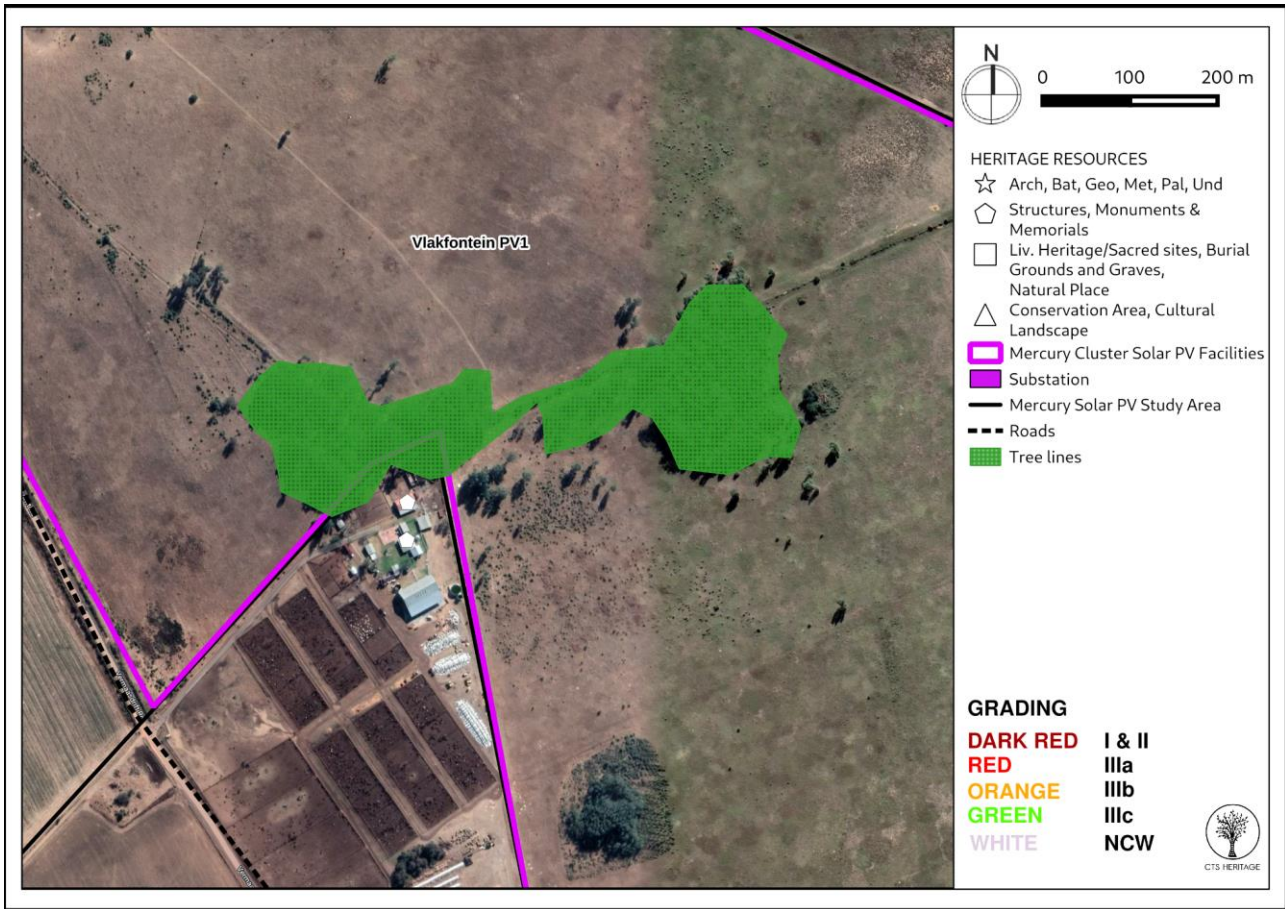 Vlakfontein PV1
N
0 100 200 m
HERITAGE RESOURCES
Arch, Bat, Geo, Met, Pal, Und
Structures, Monuments &
Memorials
Liv. Heritage/Sacred sites, Burial
Grounds and Graves,
Natural Place
Conservation Area, Cultural
Landscape
Mercury Cluster Solar PV Facilities
Substation
Mercury Solar PV Study Area
Roads
Tree lines
GRADING
DARK RED I & II
RED IIIa
ORANGE IIIb
GREEN IIIc
WHITE NCW
CTS HERITAGE